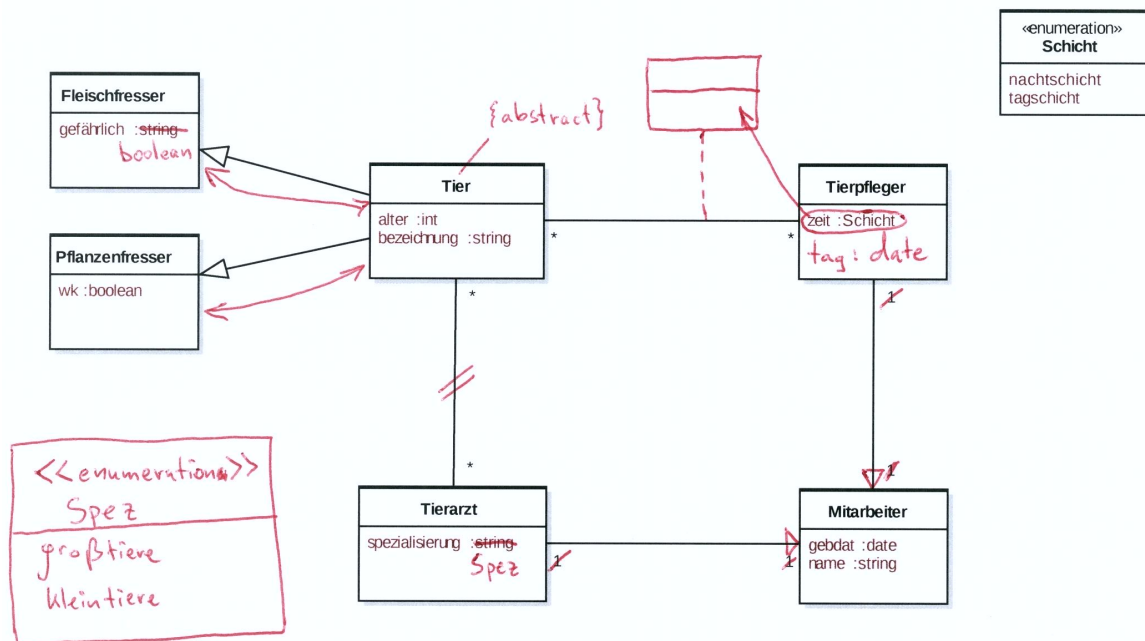 «enumeration»
Schicht
nachtschicht
tagschicht
Fleischfresser
gefährlich :string
boolean
{abstract}
Tier
alter :int
bezeichnung :string
*
*
*
Tierpfleger
zeit :Schicht
tag: date
1
Pflanzenfresser
wk :boolean
<<enumeration>>
Spez
großtiere
kleintiere
*
Tierarzt
spezialisierung :string
Spez
1
1
1
Mitarbeiter
gebdat :date
name :string